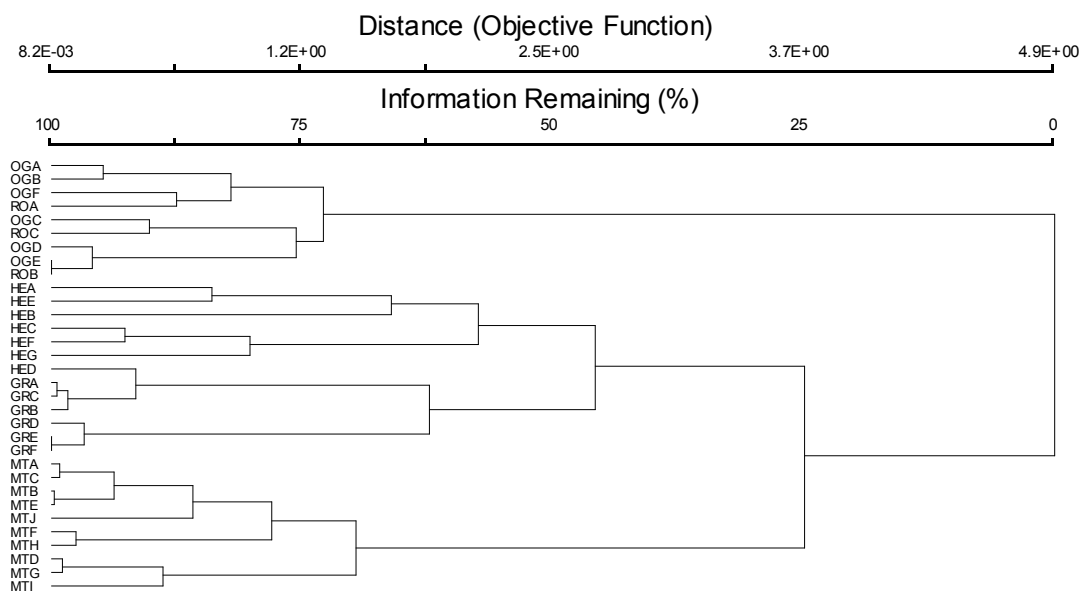 Distance (Objective Function)
8.2E-03 1.2E+00 2.5E+00 3.7E+00 4.9E+00
Information Remaining (%)
100 75 50 25 0
OGA
OGB
OGF
ROA
OGC
ROC
OGD
OGE
ROB
HEA
HEE
HEB
HEC
HEF
HEG
HED
GRA
GRC
GRB
GRD
GRE
GRF
MTA
MTC
MTB
MTE
MTJ
MTF
MTH
MTD
MTG
MTI